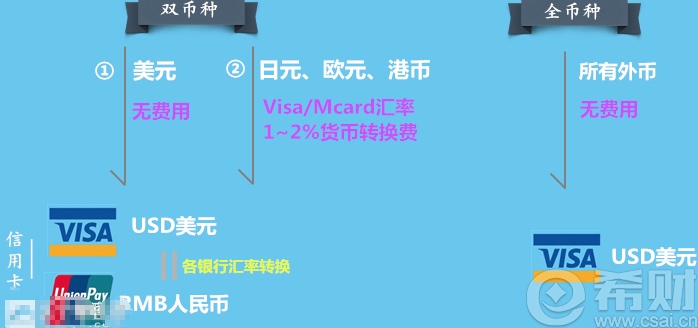 双币种
全币种
① 美元
② 日元、欧元、港币
所有外币
无费用
Visa/Mcard汇率
1~2%货币转换费
无费用
信用卡
VISA
USD美元
各银行汇率转换
UnionPay
RMB人民币
VISA
USD美元
希财
www.csai.cn